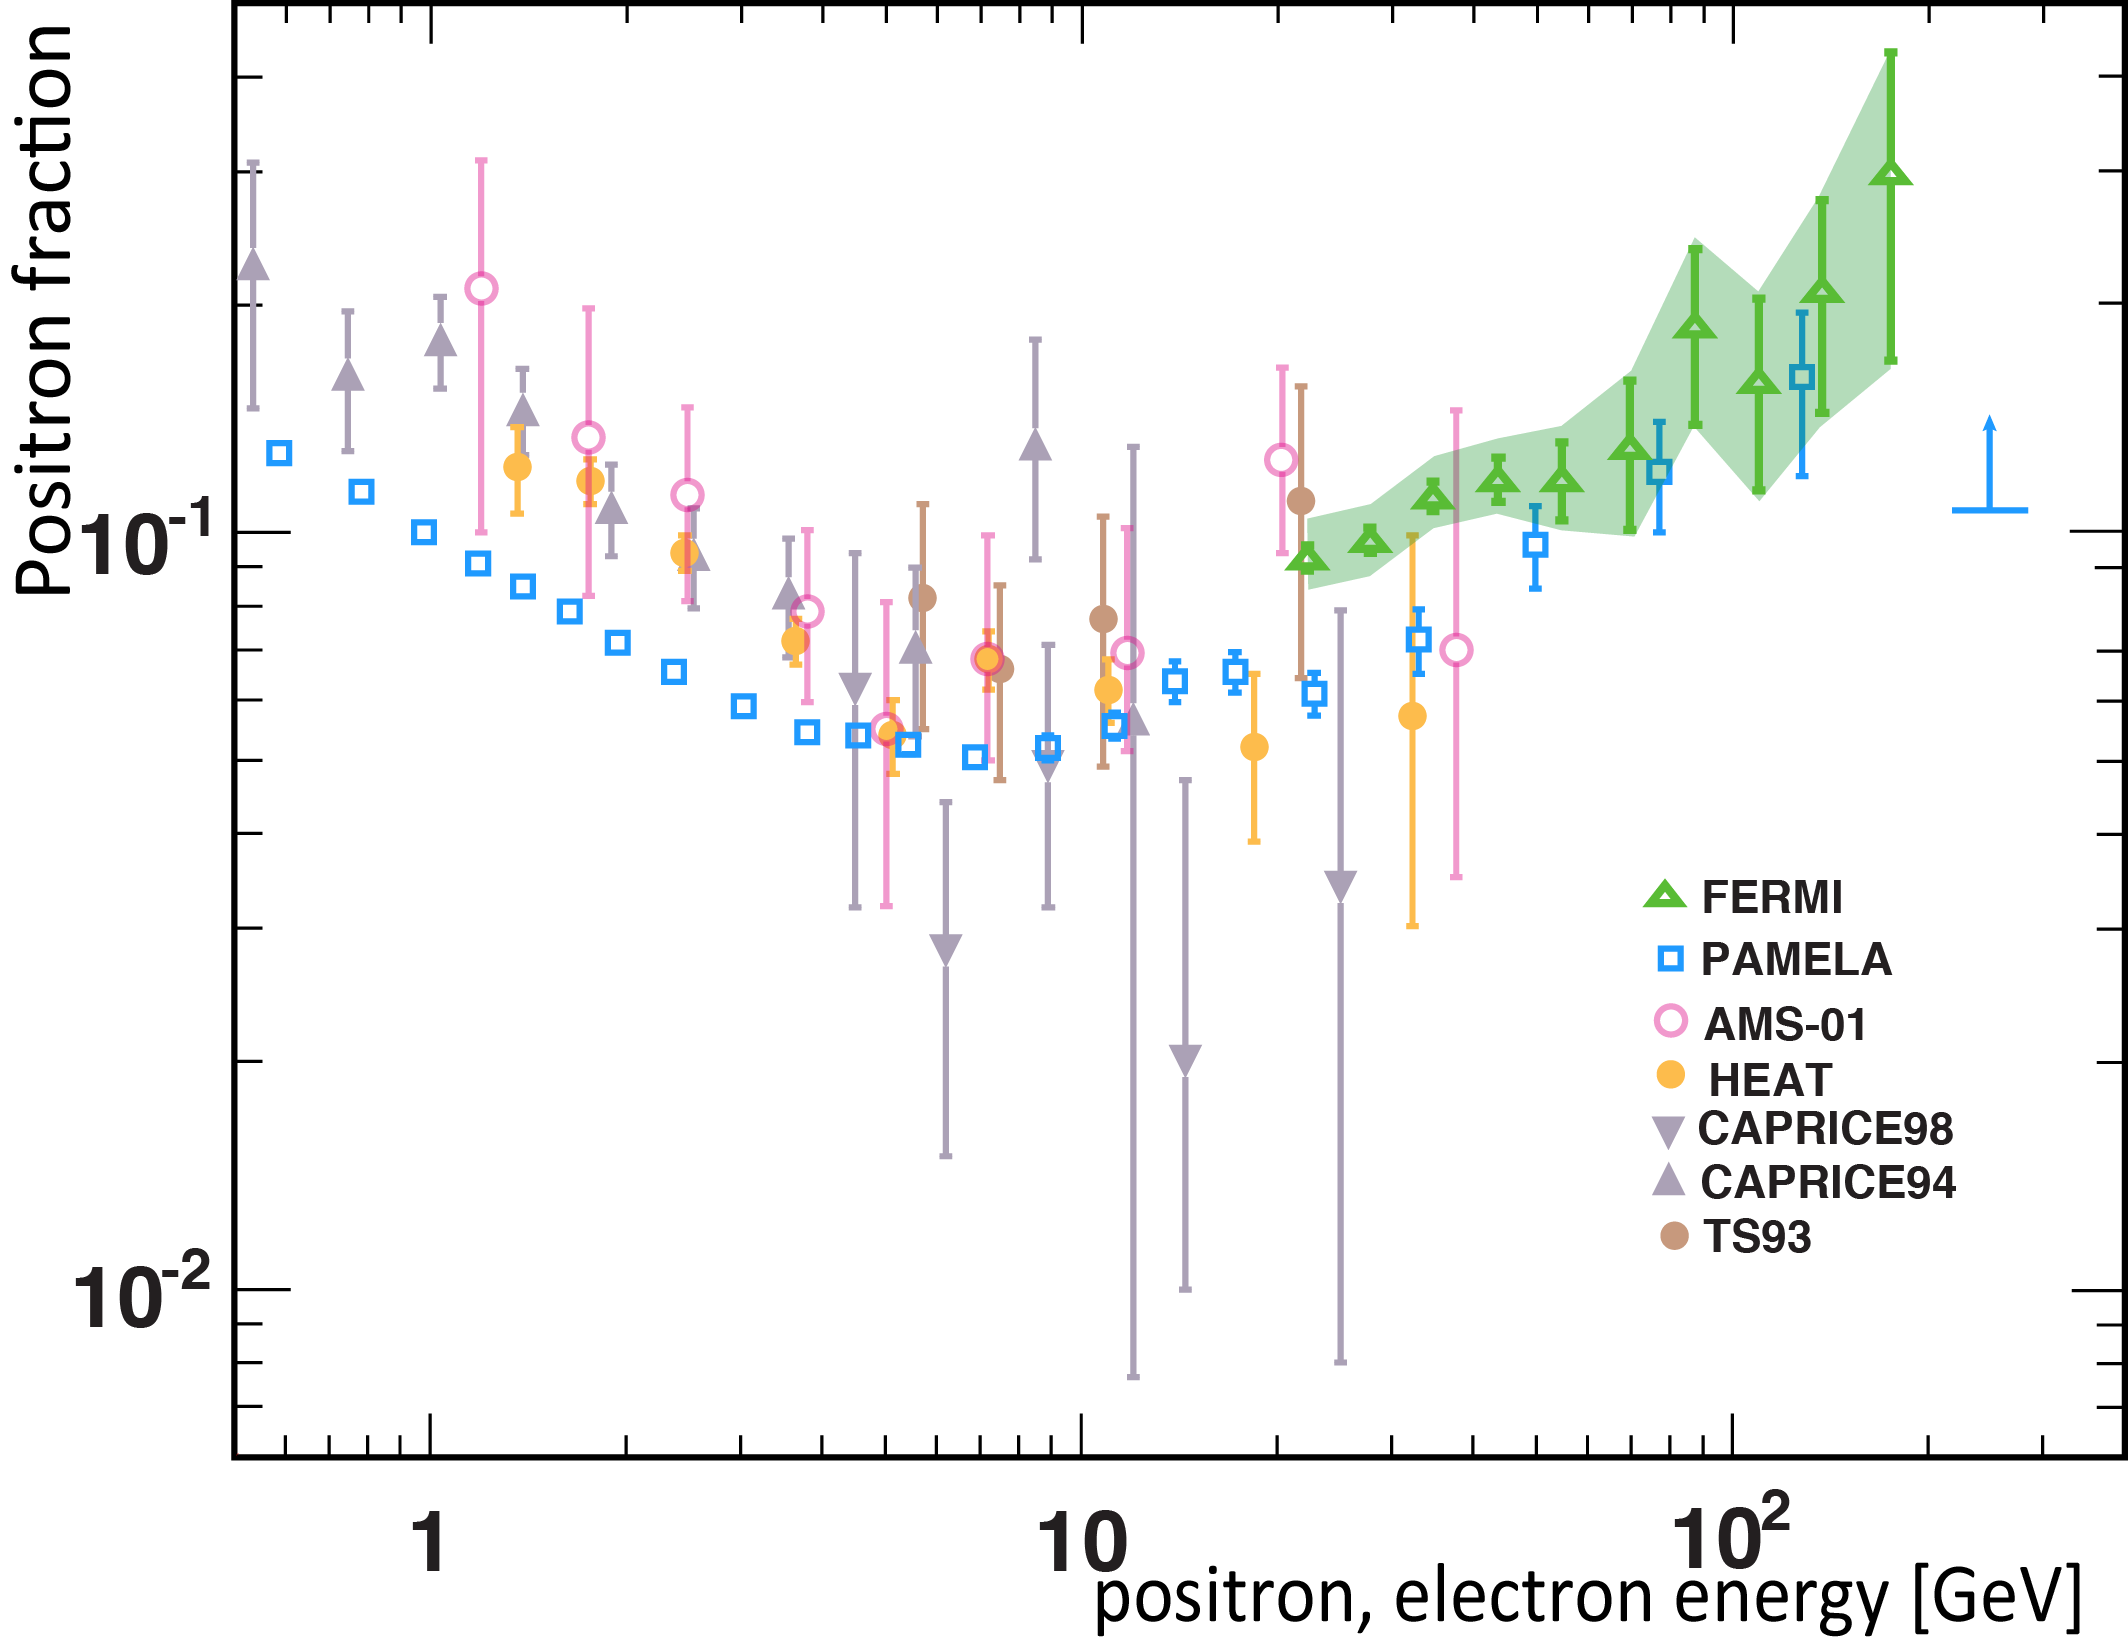 Positron fraction
10-1
10-2
FERMI
PAMELA
AMS-01
HEAT
CAPRICE98
CAPRICE94
TS93
1
10
10²
positron, electron energy [GeV]